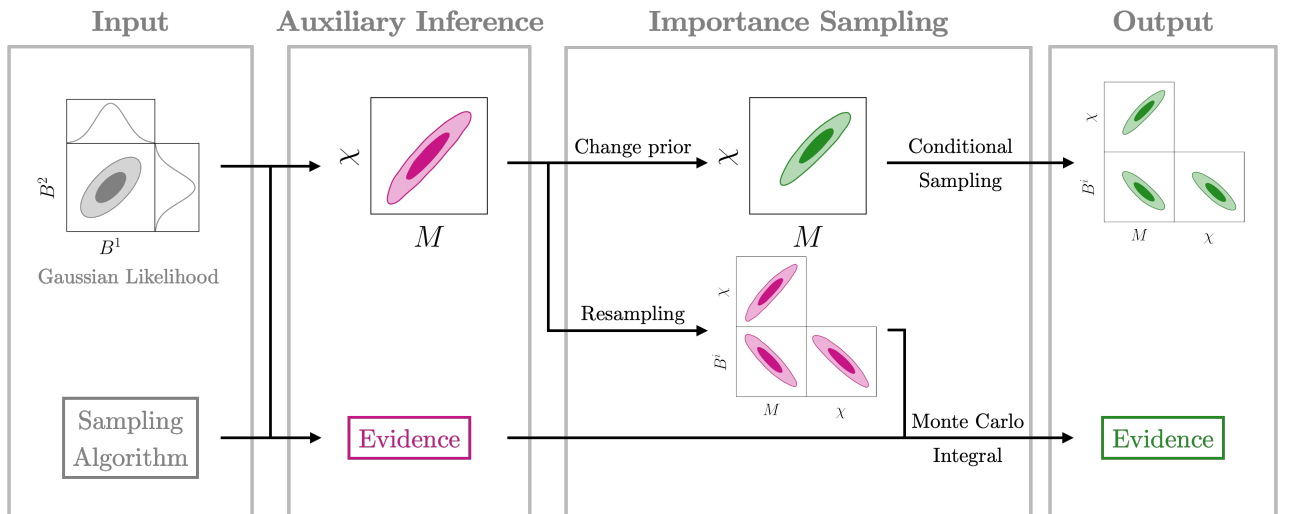 Input
Auxiliary Inference
Importance Sampling
Output
B²
B¹
Gaussian Likelihood
χ
M
Change prior
χ
M
Conditional
Sampling
χ
Bⁱ
M χ
Resampling
χ
Bⁱ
M χ
Sampling
Algorithm
Evidence
Monte Carlo
Integral
Evidence